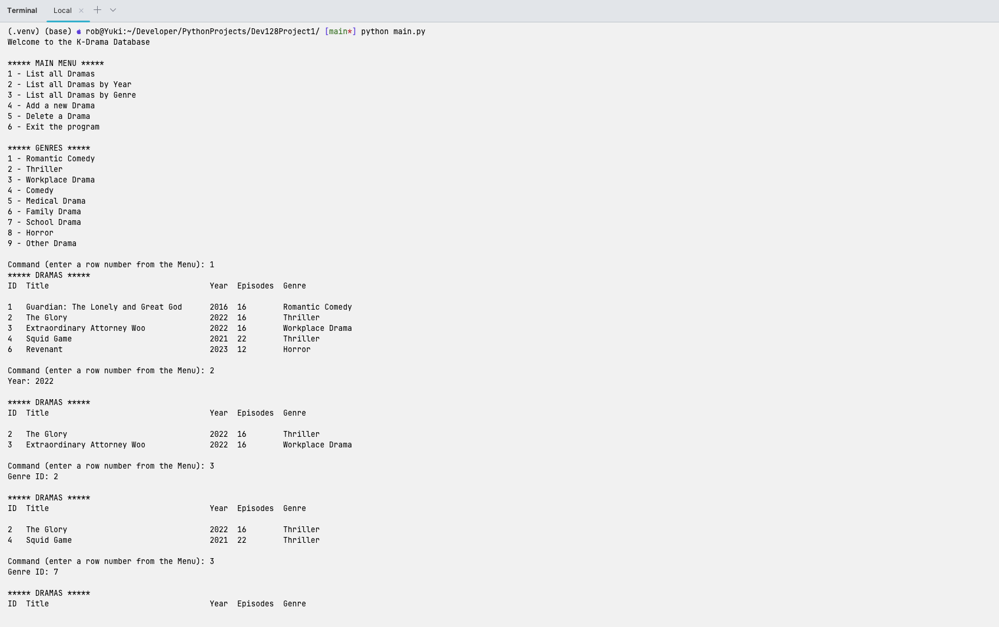 Terminal Local × + ⌄
(.venv) (base) rob@Yuki:~/Developer/PythonProjects/Dev128Project1/ [main*] python main.py
Welcome to the K-Drama Database
***** MAIN MENU *****
1 - List all Dramas
2 - List all Dramas by Year
3 - List all Dramas by Genre
4 - Add a new Drama
5 - Delete a Drama
6 - Exit the program
***** GENRES *****
1 - Romantic Comedy
2 - Thriller
3 - Workplace Drama
4 - Comedy
5 - Medical Drama
6 - Family Drama
7 - School Drama
8 - Horror
9 - Other Drama
Command (enter a row number from the Menu): 1
***** DRAMAS *****
ID  Title                                   Year  Episodes  Genre
1   Guardian: The Lonely and Great God      2016  16        Romantic Comedy
2   The Glory                               2022  16        Thriller
3   Extraordinary Attorney Woo              2022  16        Workplace Drama
4   Squid Game                              2021  22        Thriller
6   Revenant                                2023  12        Horror
Command (enter a row number from the Menu): 2
Year: 2022
***** DRAMAS *****
ID  Title                                   Year  Episodes  Genre
2   The Glory                               2022  16        Thriller
3   Extraordinary Attorney Woo              2022  16        Workplace Drama
Command (enter a row number from the Menu): 3
Genre ID: 2
***** DRAMAS *****
ID  Title                                   Year  Episodes  Genre
2   The Glory                               2022  16        Thriller
4   Squid Game                              2021  22        Thriller
Command (enter a row number from the Menu): 3
Genre ID: 7
***** DRAMAS *****
ID  Title                                   Year  Episodes  Genre